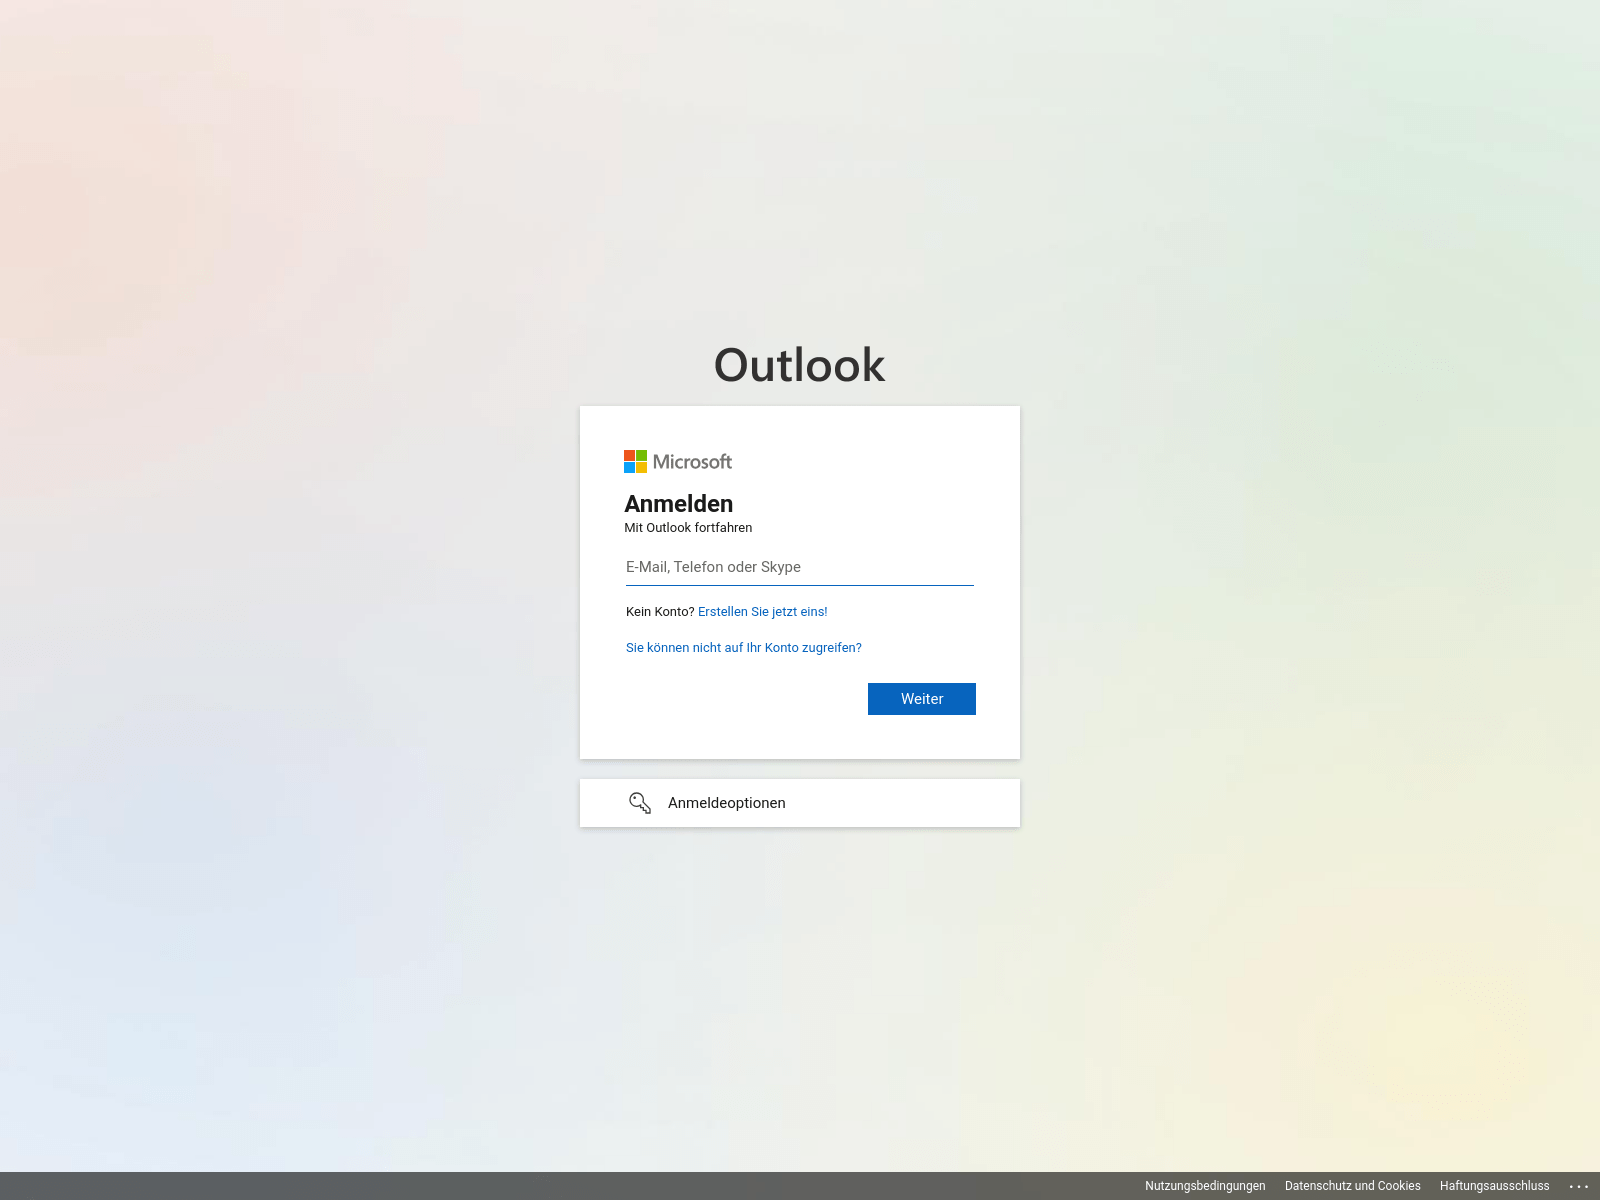 Outlook
Microsoft
Anmelden
Mit Outlook fortfahren
E-Mail, Telefon oder Skype
Kein Konto? Erstellen Sie jetzt eins!
Sie können nicht auf Ihr Konto zugreifen?
Weiter
Anmeldeoptionen
Nutzungsbedingungen Datenschutz und Cookies Haftungsausschluss ...